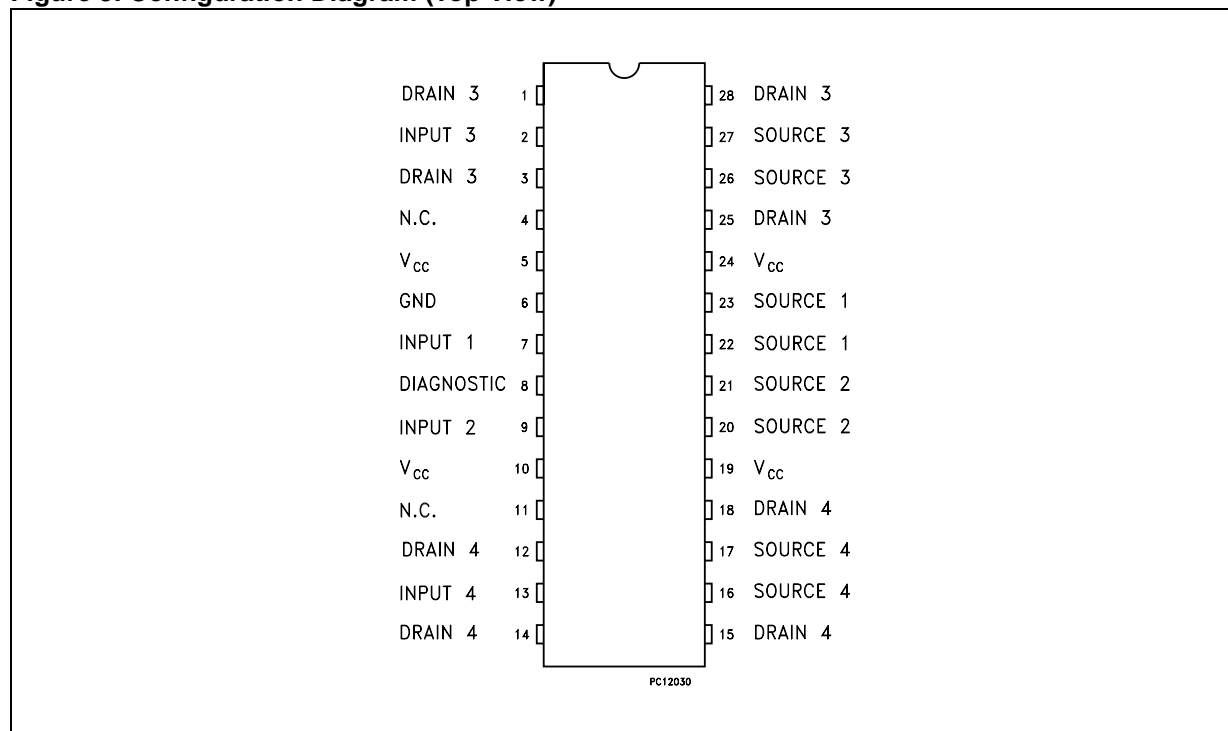 Figure 3. Configuration Diagram (Top View)
DRAIN 3 1 28 DRAIN 3
INPUT 3 2 27 SOURCE 3
DRAIN 3 3 26 SOURCE 3
N.C. 4 25 DRAIN 3
VCC 5 24 VCC
GND 6 23 SOURCE 1
INPUT 1 7 22 SOURCE 1
DIAGNOSTIC 8 21 SOURCE 2
INPUT 2 9 20 SOURCE 2
VCC 10 19 VCC
N.C. 11 18 DRAIN 4
DRAIN 4 12 17 SOURCE 4
INPUT 4 13 16 SOURCE 4
DRAIN 4 14 15 DRAIN 4
PC12030